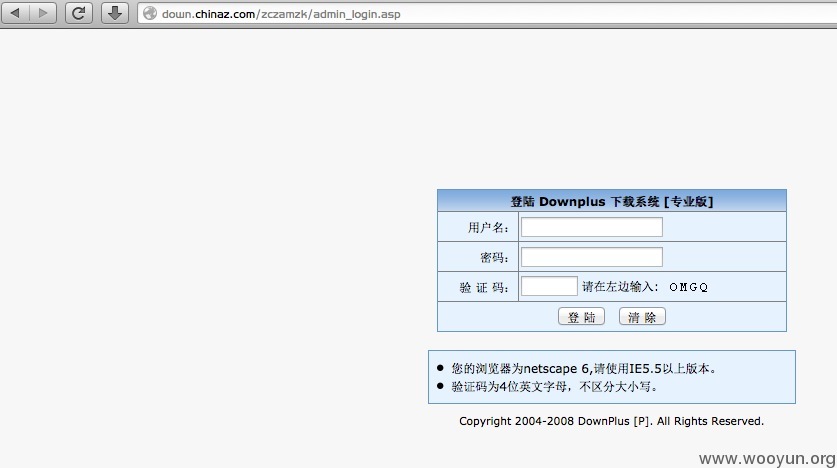 down.chinaz.com/zczamzk/admin_login.asp
登陆 Downplus 下载系统 [专业版]
用户名：
密码：
验 证 码： 请在左边输入： OMGQ
登 陆 清 除
● 您的浏览器为netscape 6,请使用IE5.5以上版本。
● 验证码为4位英文字母，不区分大小写。
Copyright 2004-2008 DownPlus [P]. All Rights Reserved.
www.wooyun.org